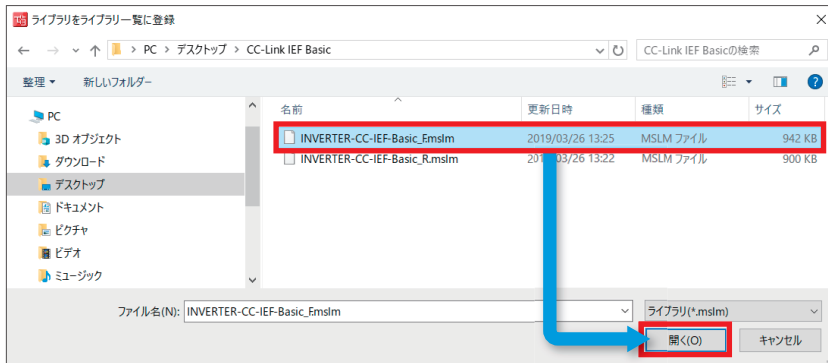 ライブラリをライブラリ一覧に登録
PC > デスクトップ > CC-Link IEF Basic
CC-Link IEF Basicの検索
整理 新しいフォルダー
名前 更新日時 種類 サイズ
PC
3D オブジェクト
ダウンロード
デスクトップ
ドキュメント
ピクチャ
ビデオ
ミュージック
INVERTER-CC-IEF-Basic_F.mslm 2019/03/26 13:25 MSLM ファイル 942 KB
INVERTER-CC-IEF-Basic_R.mslm 2019/03/26 13:22 MSLM ファイル 900 KB
ファイル名(N): INVERTER-CC-IEF-Basic_F.mslm ライブラリ(*.mslm)
開く(O) キャンセル